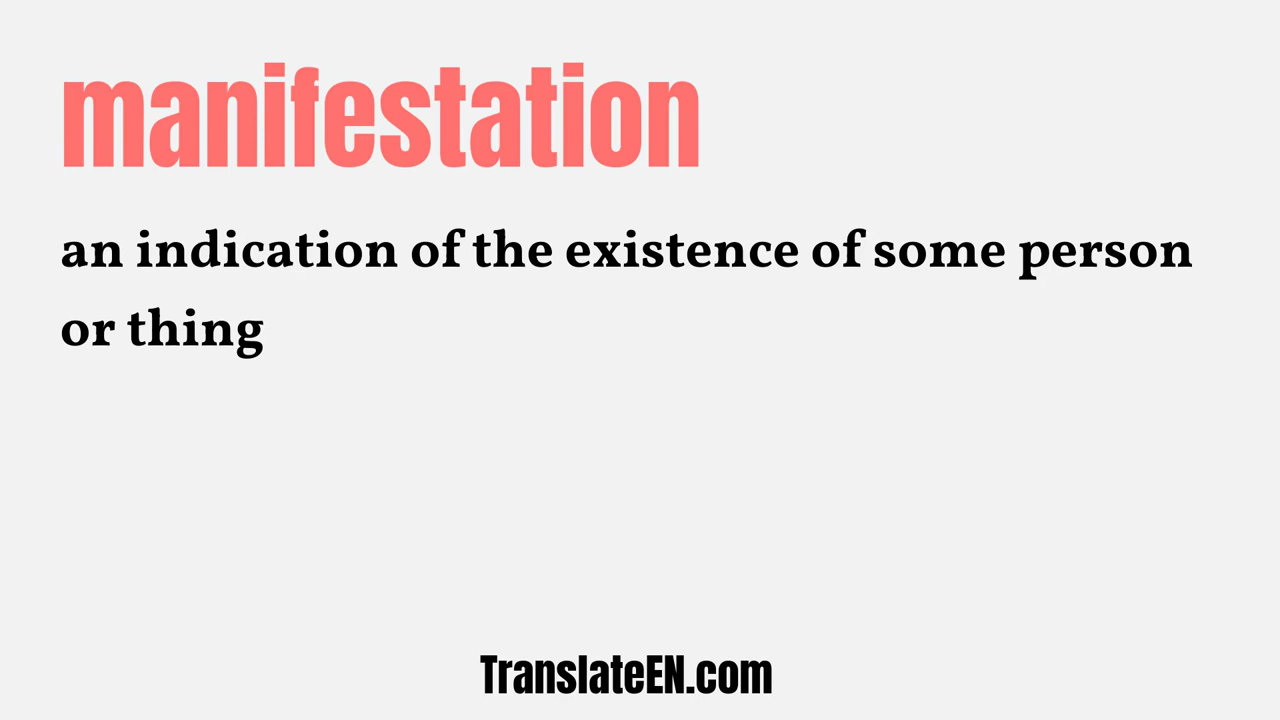 manifestation
an indication of the existence of some person
or thing
TranslateEN.com